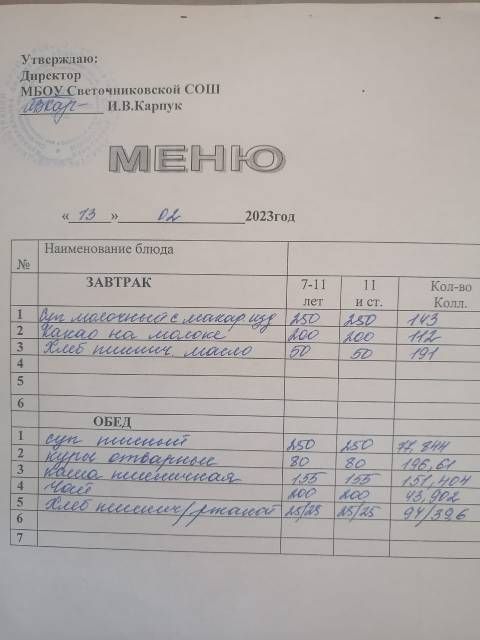 Утверждаю:
Директор
МБОУ Светочниковской СОШ
И.В.Карпук
МЕНЮ
« 13 » 02 2023год
№ Наименование блюда
ЗАВТРАК 7-11 лет 11 и ст. Кол-во Колл.
1 Суп молочный с макар изд 250 250 143
2 Какао на молоке 200 200 112
3 Хлеб пшенич масло 50 50 191
4
5
6
ОБЕД
1 суп пшеный 250 250 77,844
2 куры отварные 80 80 196,61
3 каша пшеничная 155 155 151,404
4 Чай 200 200 43,902
5 Хлеб пшенич/ржаной 25/25 25/25 94/39,6
6
7